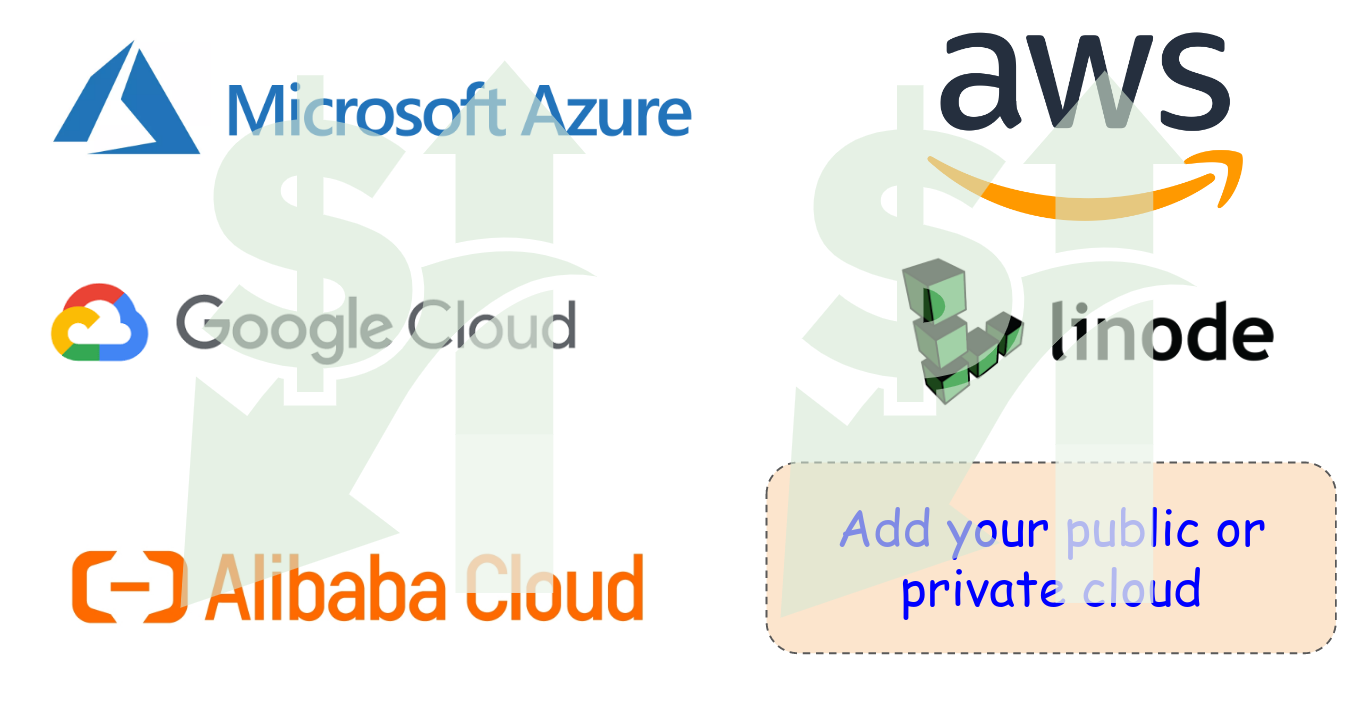 Microsoft Azure
aws
Google Cloud
linode
Alibaba Cloud
Add your public or
private cloud